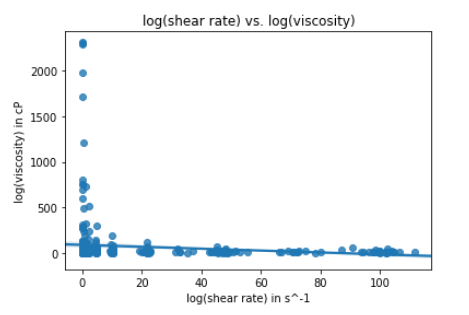 log(shear rate) vs. log(viscosity)
log(viscosity) in cP
2000
1500
1000
500
0
0 20 40 60 80 100
log(shear rate) in s^-1